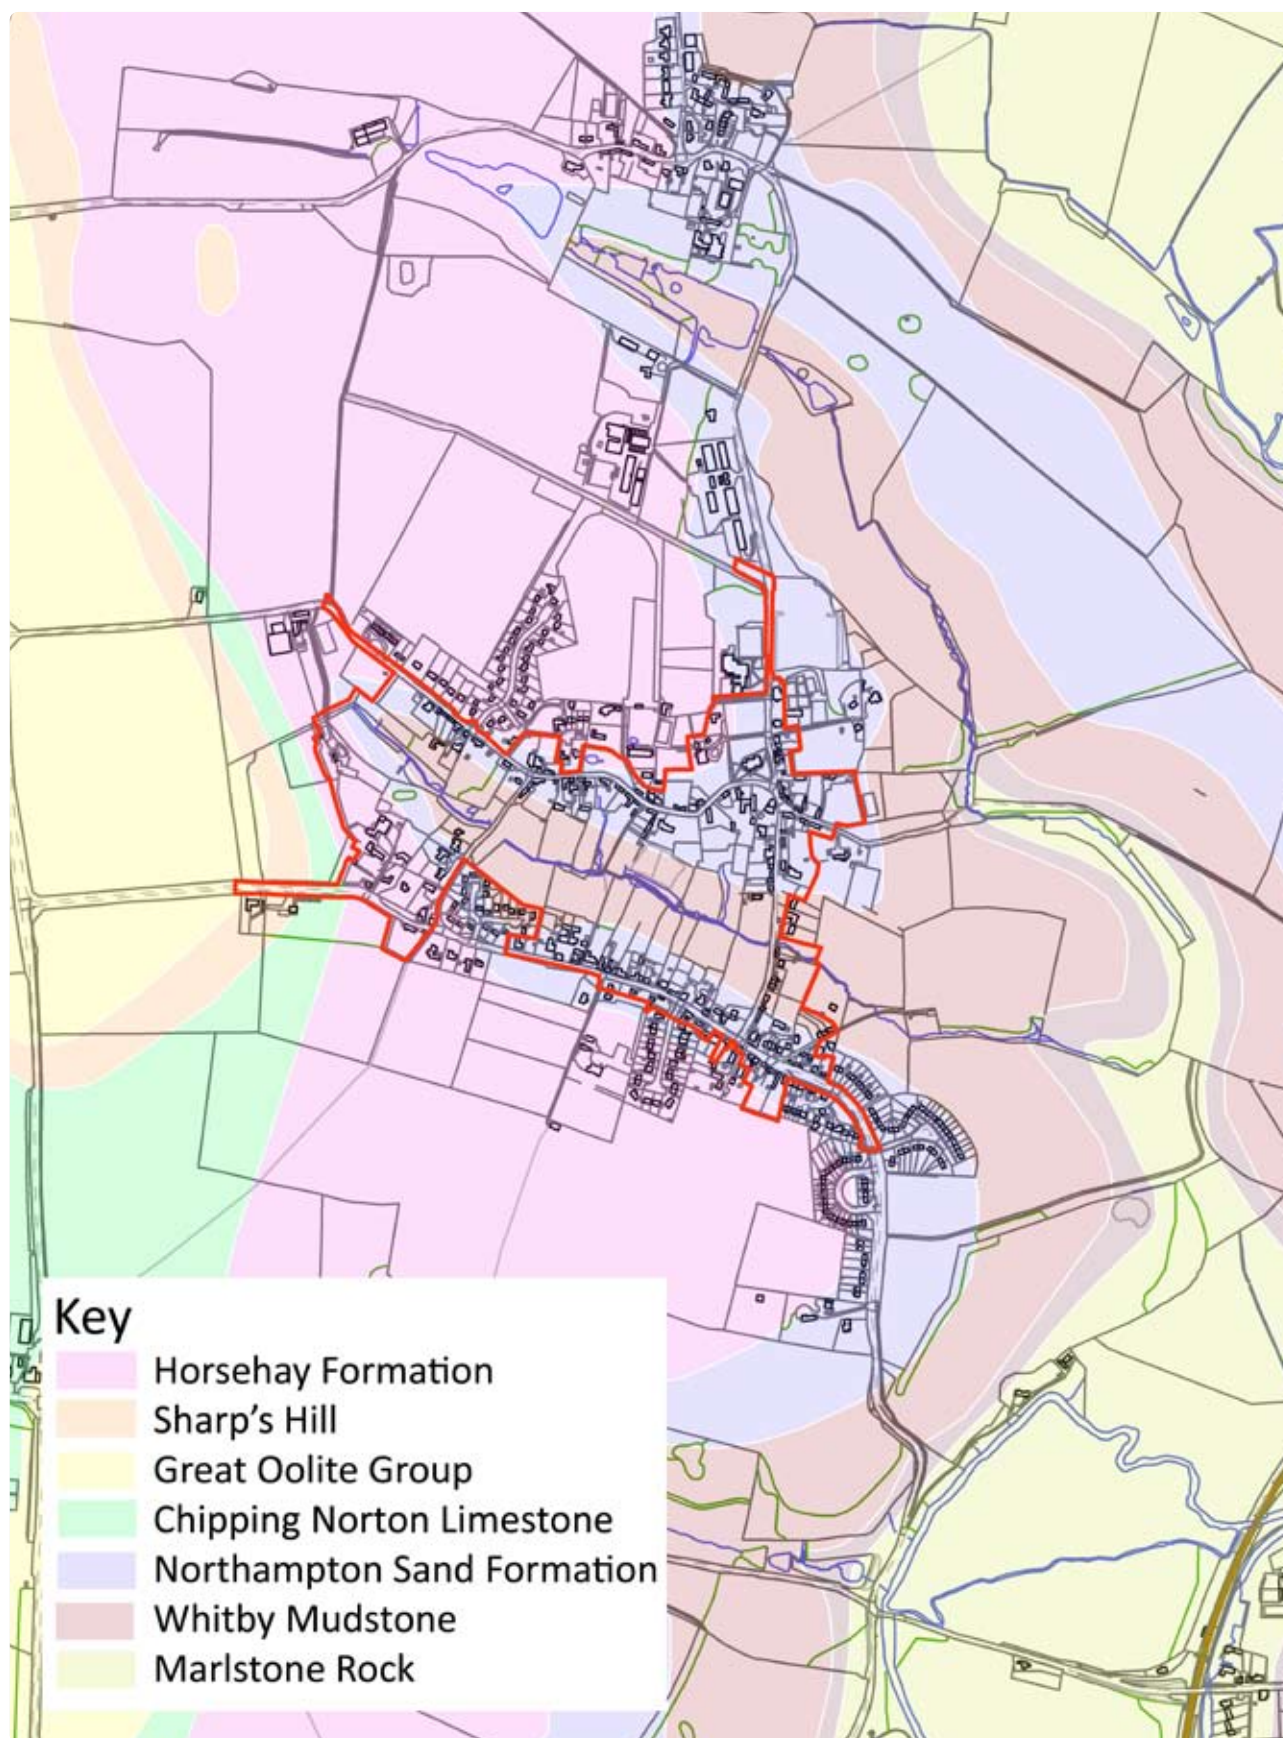 Key
Horsehay Formation
Sharp's Hill
Great Oolite Group
Chipping Norton Limestone
Northampton Sand Formation
Whitby Mudstone
Marlstone Rock